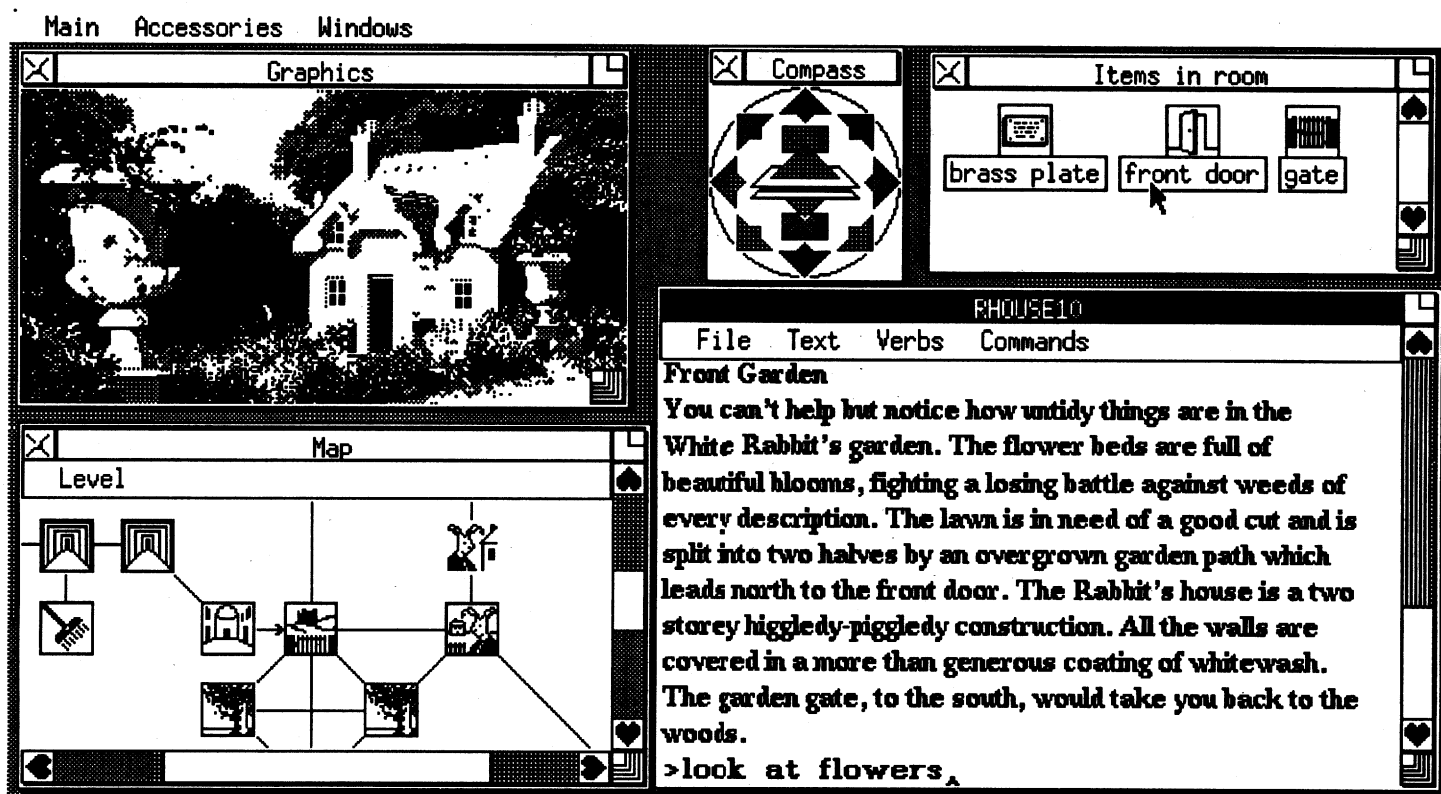 Main Accessories Windows
Graphics
Compass
Items in room
brass plate front door gate
RHOUSE10
File Text Verbs Commands
Front Garden
You can't help but notice how untidy things are in the
White Rabbit's garden. The flower beds are full of
beautiful blooms, fighting a losing battle against weeds of
every description. The lawn is in need of a good cut and is
split into two halves by an overgrown garden path which
leads north to the front door. The Rabbit's house is a two
storey higgledy-piggledy construction. All the walls are
covered in a more than generous coating of whitewash.
The garden gate, to the south, would take you back to the
woods.
>look at flowers
Map
Level